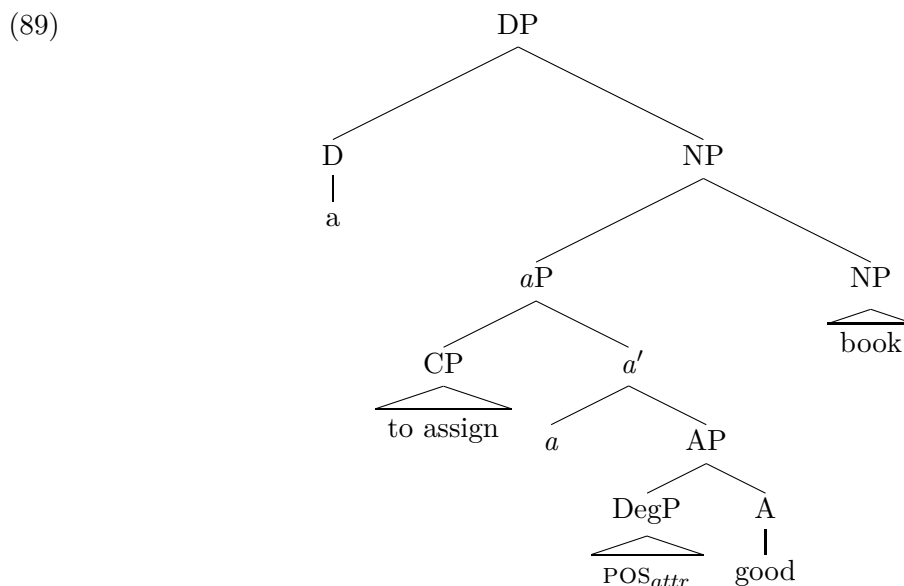 (89) DP
D NP
a
aP NP
book
CP a′
to assign a AP
DegP A
POSattr good